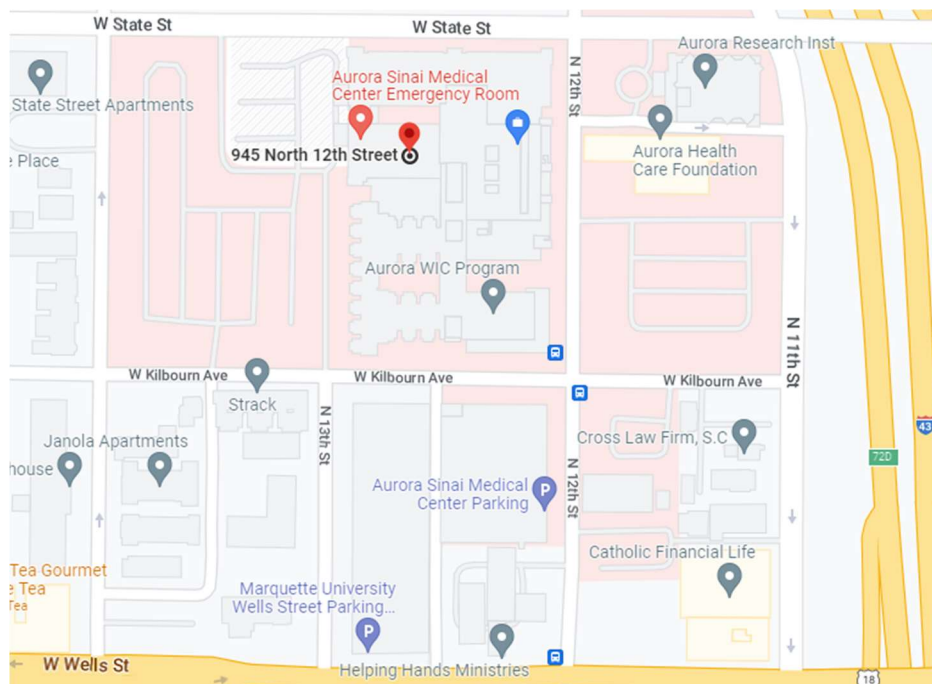 W State St
W State St
Aurora Research Inst
N 12th St
Aurora Sinai Medical
Center Emergency Room
State Street Apartments
945 North 12th Street
e Place
Aurora Health
Care Foundation
Aurora WIC Program
N 11th St
W Kilbourn Ave
W Kilbourn Ave
W Kilbourn Ave
Strack
N 13th St
43
Janola Apartments
house
Cross Law Firm, S.C
72D
N 12th St
Aurora Sinai Medical
Center Parking
P
Catholic Financial Life
Tea Gourmet
e Tea
Tea
Marquette University
Wells Street Parking...
P
W Wells St
Helping Hands Ministries
18